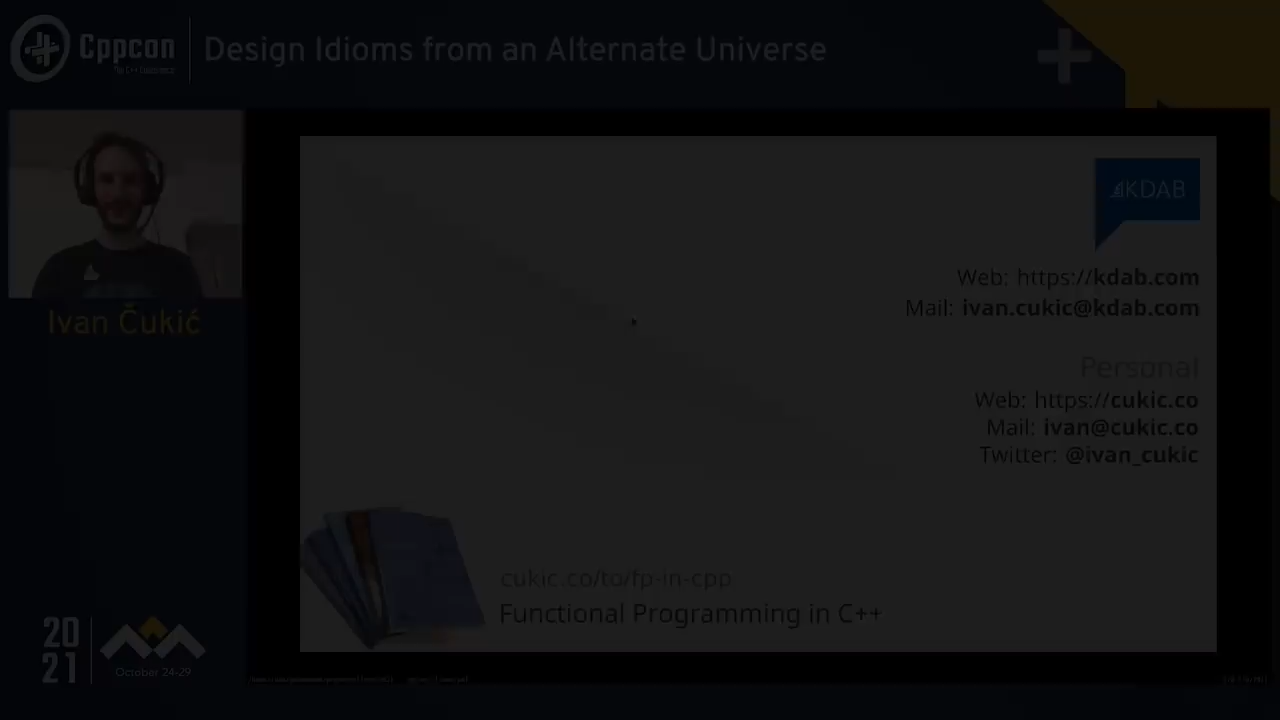 Cppcon
The C++ Conference
Design Idioms from an Alternate Universe
Ivan Čukić
KDAB
Web: https://kdab.com
Mail: ivan.cukic@kdab.com
Personal
Web: https://cukic.co
Mail: ivan@cukic.co
Twitter: @ivan_cukic
cukic.co/to/fp-in-cpp
Functional Programming in C++
20
21
October 24-29